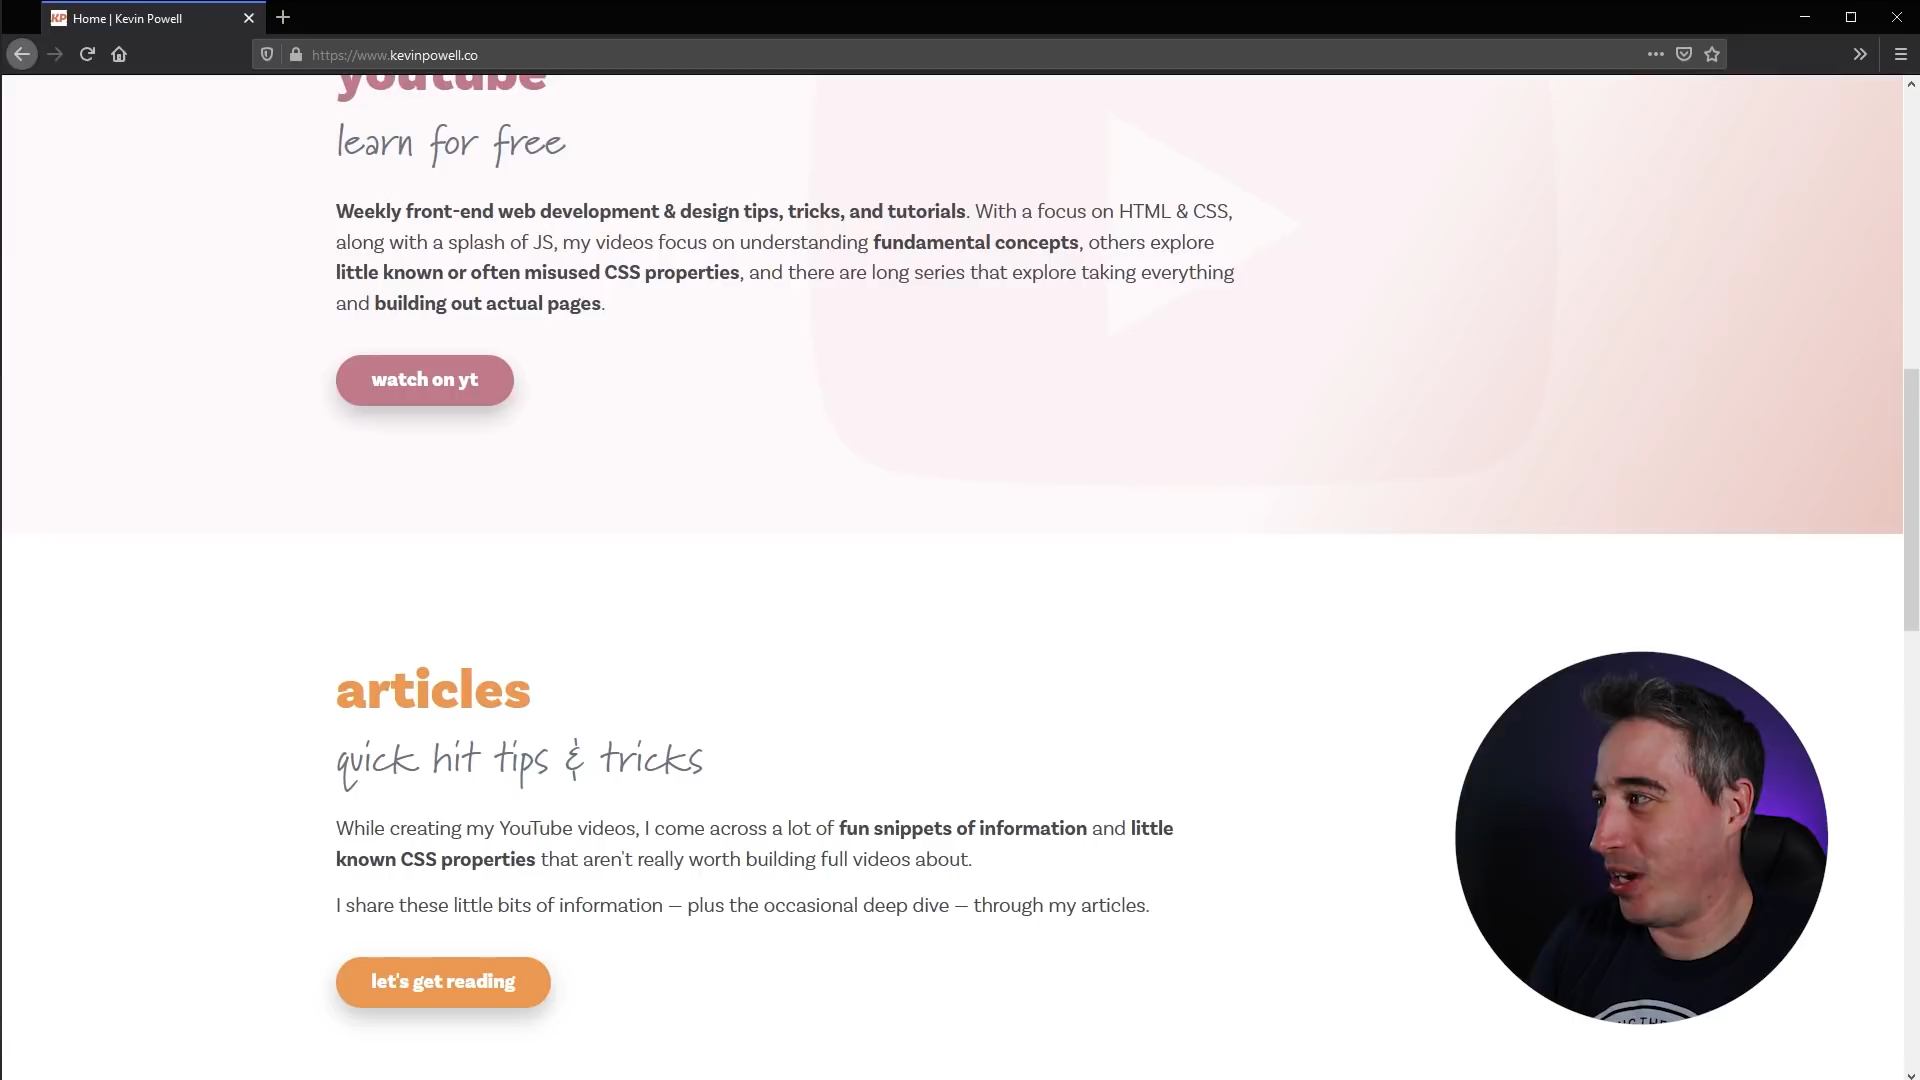 Home | Kevin Powell
https://www.kevinpowell.co
youtube
learn for free
Weekly front-end web development & design tips, tricks, and tutorials. With a focus on HTML & CSS,
along with a splash of JS, my videos focus on understanding fundamental concepts, others explore
little known or often misused CSS properties, and there are long series that explore taking everything
and building out actual pages.
watch on yt
articles
quick hit tips & tricks
While creating my YouTube videos, I come across a lot of fun snippets of information and little
known CSS properties that aren't really worth building full videos about.
I share these little bits of information — plus the occasional deep dive — through my articles.
let's get reading